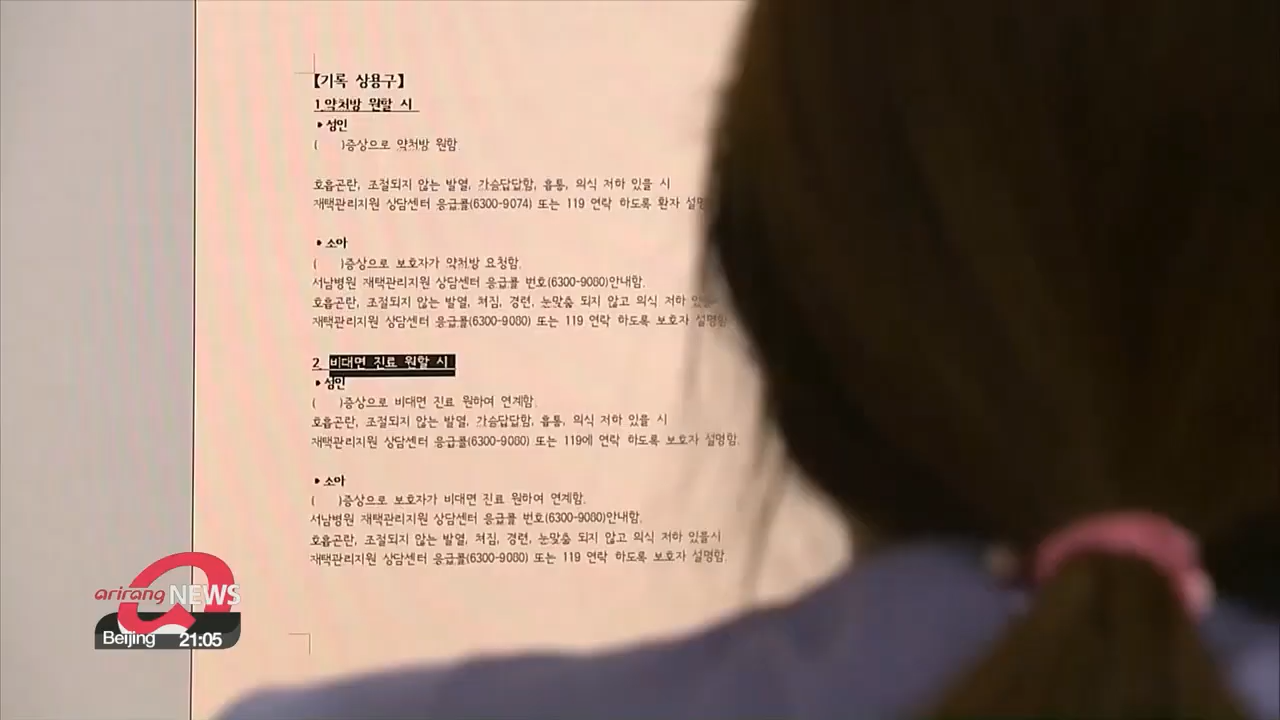 【기록 상용구】
1.약처방 원할 시
▸성인
(    )증상으로 약처방 원함
호흡곤란, 조절되지 않는 발열, 가슴답답함, 흉통, 의식 저하 있을 시
재택관리지원 상담센터 응급콜(6300-9074) 또는 119 연락 하도록 환자
▸소아
(    )증상으로 보호자가 약처방 요청함.
서남병원 재택관리지원 상담센터 응급콜 번호(6300-9080)안내함.
호흡곤란, 조절되지 않는 발열, 처짐, 경련, 눈맞춤 되지 않고 의식 저하
재택관리지원 상담센터 응급콜(6300-9080) 또는 119 연락 하도록 보호자 설명함
2. 비대면 진료 원할 시
▸성인
(    )증상으로 비대면 진료 원하여 연계함.
호흡곤란, 조절되지 않는 발열, 가슴답답함, 흉통, 의식 저하 있을 시
재택관리지원 상담센터 응급콜(6300-9080) 또는 119에 연락 하도록 보호자 설명함.
▸소아
(    )증상으로 보호자가 비대면 진료 원하여 연계함.
서남병원 재택관리지원 상담센터 응급콜 번호(6300-9080)안내함.
호흡곤란, 조절되지 않는 발열, 처짐, 경련, 눈맞춤 되지 않고 의식 저하 있을시
재택관리지원 상담센터 응급콜(6300-9080) 또는 119 연락 하도록 보호자 설명함.
arirang NEWS
Beijing 21:05